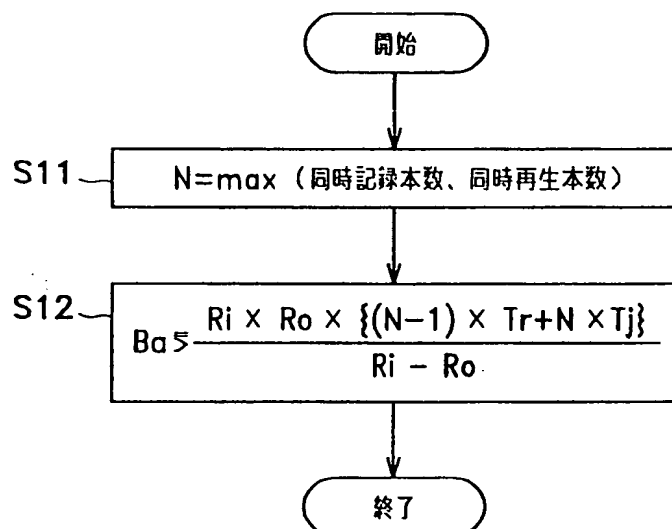 開始
S11
N=max（同時記録本数、同時再生本数）
S12
Ba≦ Ri × Ro × {(N-1) × Tr+N ×Tj}
Ri - Ro
終了